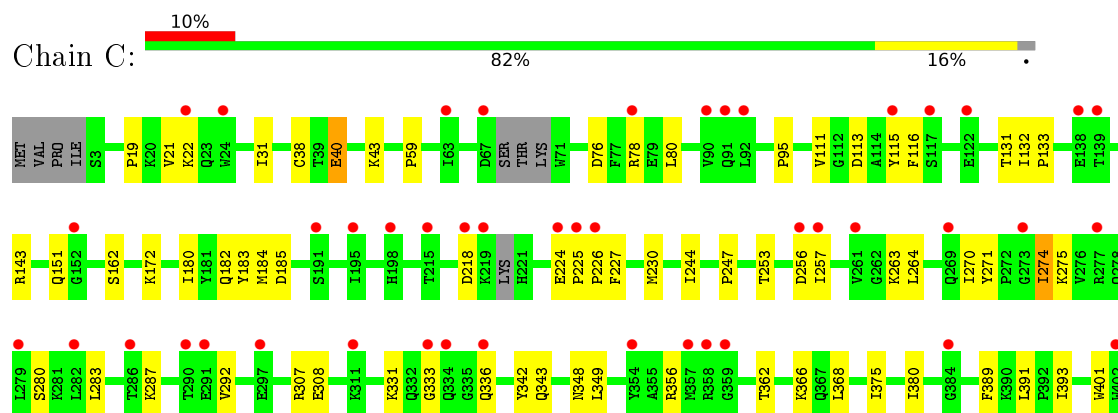 10%
Chain C:
82% 16% •
MET VAL PRO ILE S3 P19 K20 V21 K22 Q23 W24 I31 C38 T39 E40 K43 P59 I63 D67 SER THR LYS W71 D76 F77 R78 E79 L80 V90 Q91 L92 P95 V111 G112 D113 A114 Y115 F116 S117 E122 T131 I132 P133 E138 T139
R143 Q151 G152 S162 K172 I180 Y181 Q182 Y183 M184 D185 S191 I195 H198 T215 D218 K219 LYS H221 E224 P225 P226 F227 M230 I244 P247 T253 D256 I257 V261 G262 K263 L264 Q269 I270 Y271 P272 G273 I274 K275 V276 R277
L279 S280 K281 L282 L283 T286 K287 T290 E291 V292 E297 R307 E308 K311 K331 Q332 G333 Q334 G335 Q336 Y342 Q343 N348 L349 Y354 A355 R356 M357 R358 G359 T362 K366 Q367 L368 I375 I380 G384 F389 K390 L391 P392 I393 W401